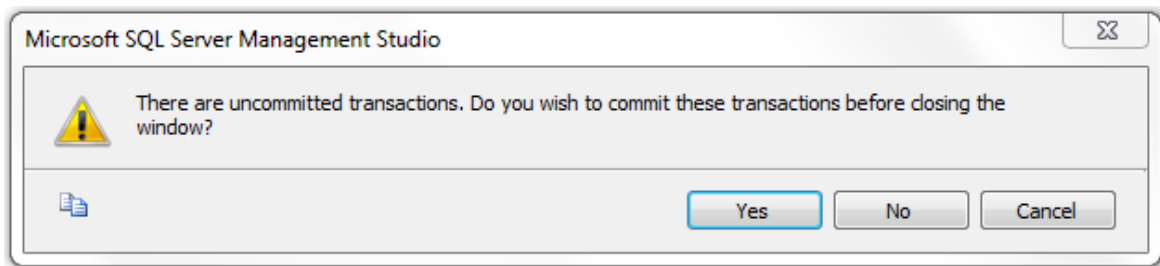 Microsoft SQL Server Management Studio
There are uncommitted transactions. Do you wish to commit these transactions before closing the
window?
Yes
No
Cancel